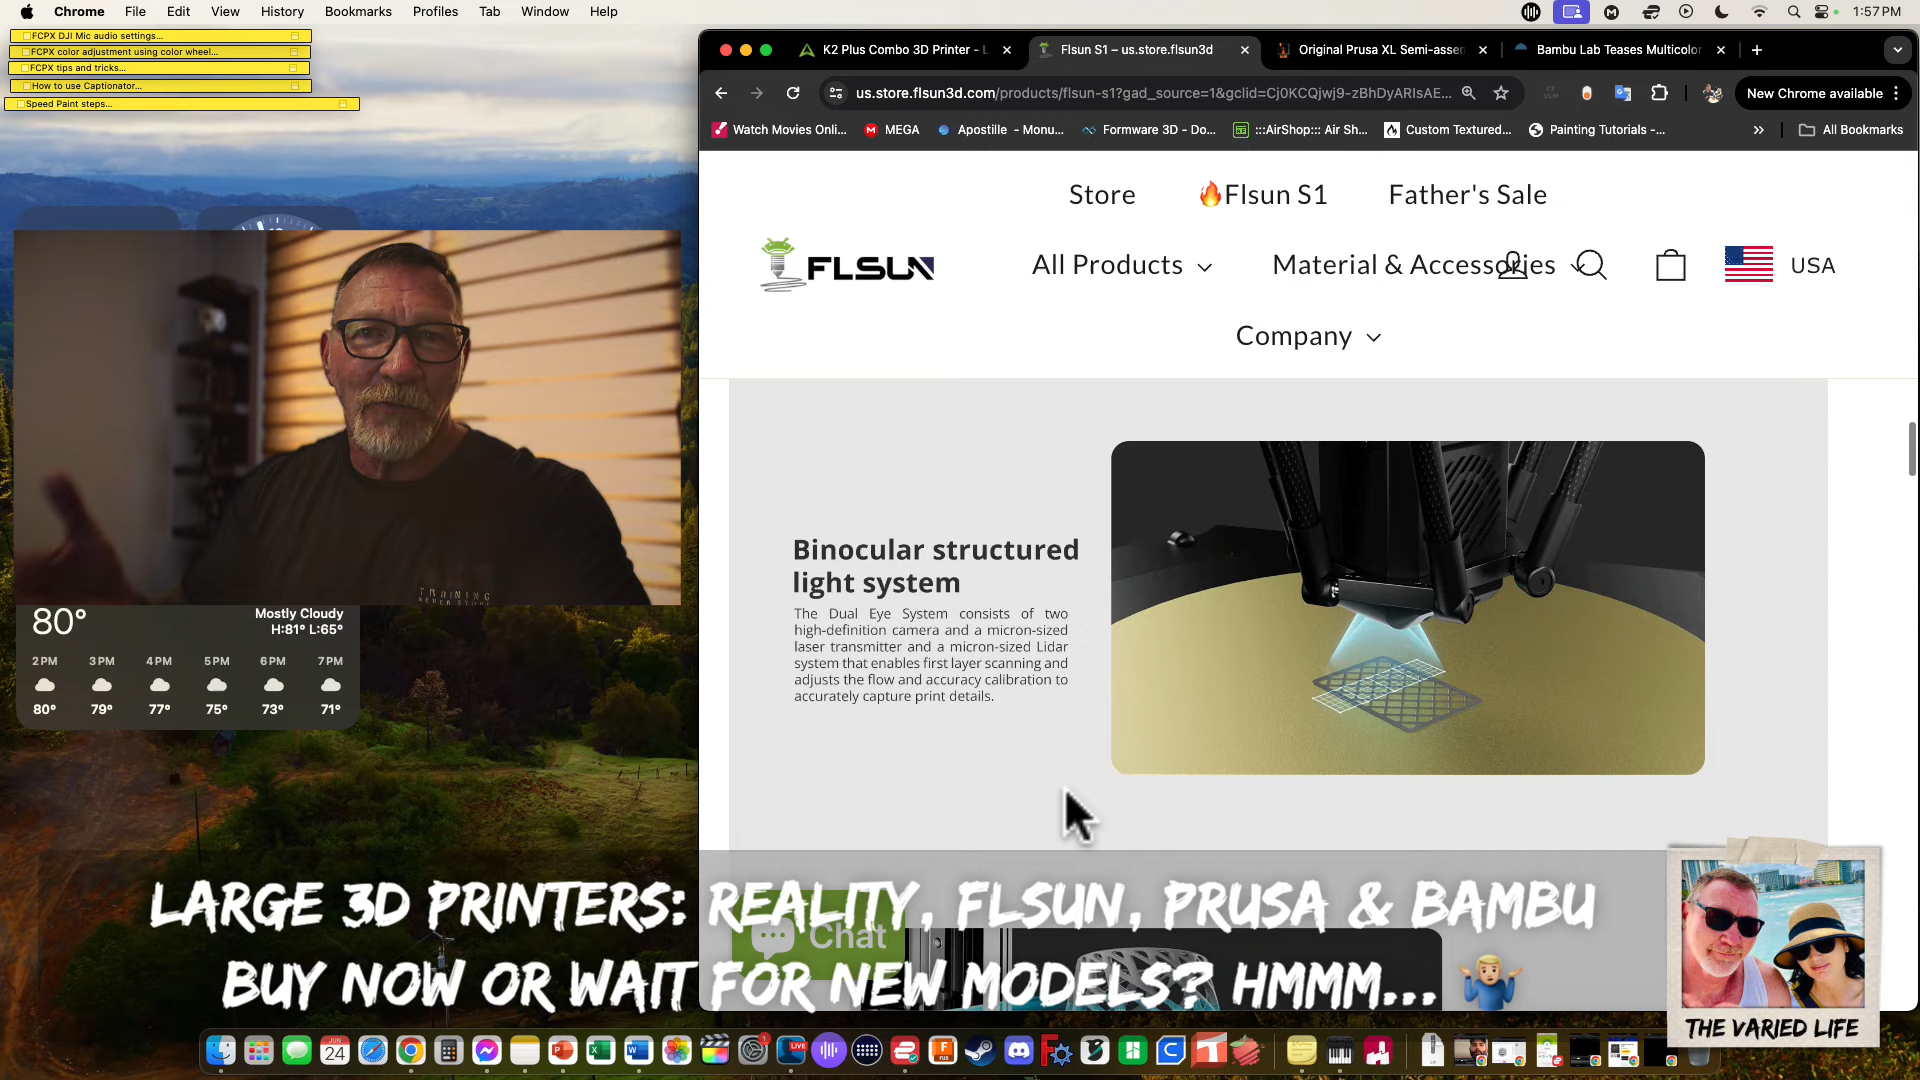 Chrome File Edit View History Bookmarks Profiles Tab Window Help
1:57 PM
FCPX DJI Mic audio settings...
FCPX color adjustment using color wheel...
FCPX tips and tricks...
How to use Captionator...
Speed Paint steps...
K2 Plus Combo 3D Printer - L
Flsun S1 – us.store.flsun3d
Original Prusa XL Semi-assem
Bambu Lab Teases Multicolor
us.store.flsun3d.com/products/flsun-s1?gad_source=1&gclid=Cj0KCQjwj9-zBhDyARIsAE...
New Chrome available
Watch Movies Onli...
MEGA
Apostille - Monu...
Formware 3D - Do...
:::AirShop::: Air Sh...
Custom Textured...
Painting Tutorials -...
All Bookmarks
Store
🔥Flsun S1
Father's Sale
FLSUN
All Products
Material & Accessories
USA
Company
Binocular structured
light system
The Dual Eye System consists of two
high-definition camera and a micron-sized
laser transmitter and a micron-sized Lidar
system that enables first layer scanning and
adjusts the flow and accuracy calibration to
accurately capture print details.
TRAINING
80°
Mostly Cloudy
H:81° L:65°
2PM 3PM 4PM 5PM 6PM 7PM
80° 79° 77° 75° 73° 71°
Chat
LARGE 3D PRINTERS: REALITY, FLSUN, PRUSA & BAMBU
BUY NOW OR WAIT FOR NEW MODELS? HMMM... 🤷🏼‍♂️
THE VARIED LIFE
JUN
24
LIVE